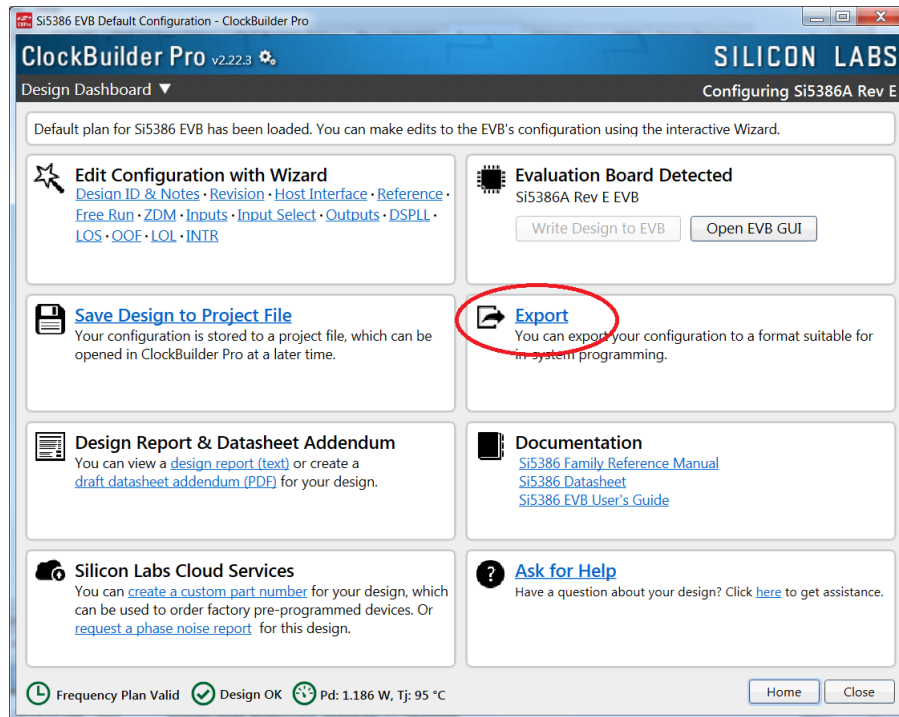 Si5386 EVB Default Configuration - ClockBuilder Pro
ClockBuilder Pro v2.22.3
SILICON LABS
Design Dashboard ▼
Configuring Si5386A Rev E
Default plan for Si5386 EVB has been loaded. You can make edits to the EVB's configuration using the interactive Wizard.
Edit Configuration with Wizard
Design ID & Notes · Revision · Host Interface · Reference ·
Free Run · ZDM · Inputs · Input Select · Outputs · DSPLL ·
LOS · OOF · LOL · INTR
Evaluation Board Detected
Si5386A Rev E EVB
Write Design to EVB
Open EVB GUI
Save Design to Project File
Your configuration is stored to a project file, which can be
opened in ClockBuilder Pro at a later time.
Export
You can export your configuration to a format suitable for
in-system programming.
Design Report & Datasheet Addendum
You can view a design report (text) or create a
draft datasheet addendum (PDF) for your design.
Documentation
Si5386 Family Reference Manual
Si5386 Datasheet
Si5386 EVB User's Guide
Silicon Labs Cloud Services
You can create a custom part number for your design, which
can be used to order factory pre-programmed devices. Or
request a phase noise report for this design.
Ask for Help
Have a question about your design? Click here to get assistance.
Frequency Plan Valid
Design OK
Pd: 1.186 W, Tj: 95 °C
Home
Close